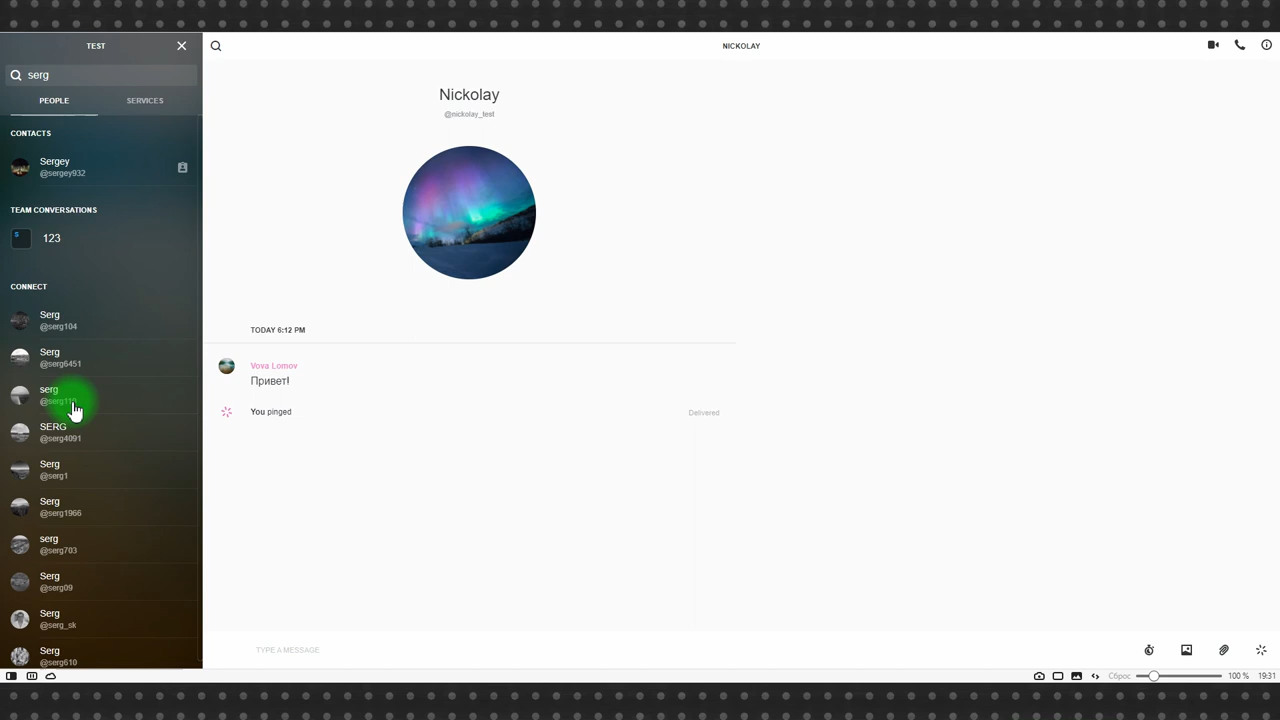 TEST
serg
PEOPLE SERVICES
CONTACTS
Sergey
@sergey932
TEAM CONVERSATIONS
123
CONNECT
Serg
@serg104
Serg
@serg6451
serg
SERG
@serg4091
Serg
@serg1
Serg
@serg1966
serg
@serg703
Serg
@serg09
Serg
@serg_sk
Serg
@serg610
NICKOLAY
Nickolay
@nickolay_test
TODAY 6:12 PM
Vova Lomov
Привет!
You pinged Delivered
TYPE A MESSAGE
Сброс 100 % 19:31